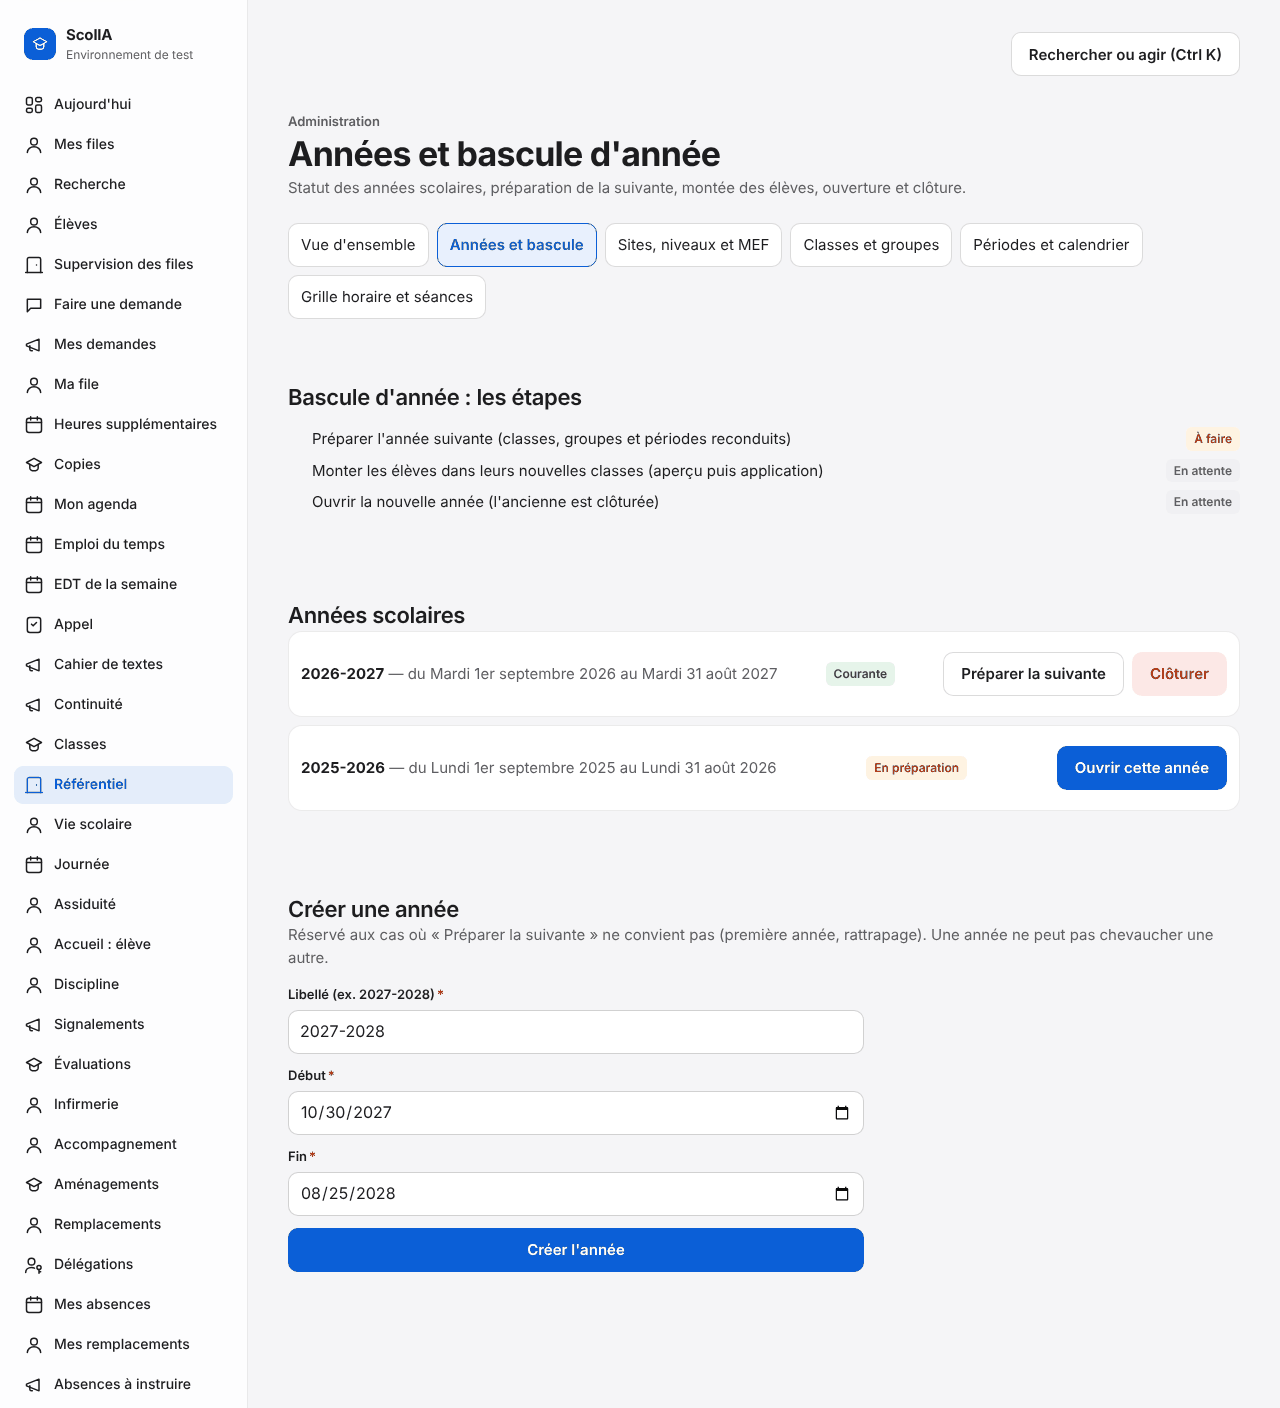 ScolIA
Environnement de test
Aujourd'hui
Mes files
Recherche
Élèves
Supervision des files
Faire une demande
Mes demandes
Ma file
Heures supplémentaires
Copies
Mon agenda
Emploi du temps
EDT de la semaine
Appel
Cahier de textes
Continuité
Classes
Référentiel
Vie scolaire
Journée
Assiduité
Accueil : élève
Discipline
Signalements
Évaluations
Infirmerie
Accompagnement
Aménagements
Remplacements
Délégations
Mes absences
Mes remplacements
Absences à instruire
Rechercher ou agir (Ctrl K)
Administration
Années et bascule d'année
Statut des années scolaires, préparation de la suivante, montée des élèves, ouverture et clôture.
Vue d'ensemble
Années et bascule
Sites, niveaux et MEF
Classes et groupes
Périodes et calendrier
Grille horaire et séances
Bascule d'année : les étapes
Préparer l'année suivante (classes, groupes et périodes reconduits)
À faire
Monter les élèves dans leurs nouvelles classes (aperçu puis application)
En attente
Ouvrir la nouvelle année (l'ancienne est clôturée)
En attente
Années scolaires
2026-2027 — du Mardi 1er septembre 2026 au Mardi 31 août 2027
Courante
Préparer la suivante
Clôturer
2025-2026 — du Lundi 1er septembre 2025 au Lundi 31 août 2026
En préparation
Ouvrir cette année
Créer une année
Réservé aux cas où « Préparer la suivante » ne convient pas (première année, rattrapage). Une année ne peut pas chevaucher une
autre.
Libellé (ex. 2027-2028) *
2027-2028
Début *
10/30/2027
Fin *
08/25/2028
Créer l'année